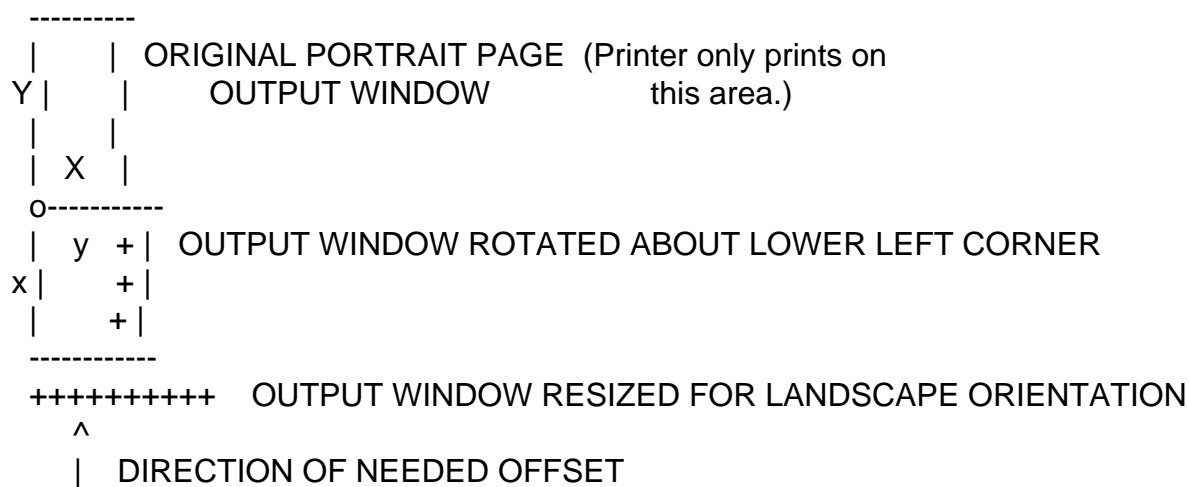 ----------
|    | ORIGINAL PORTRAIT PAGE (Printer only prints on
Y |    | OUTPUT WINDOW this area.)
|    |
| X |
o-----------
| y + | OUTPUT WINDOW ROTATED ABOUT LOWER LEFT CORNER
x |    + |
|    + |
------------
++++++++++ OUTPUT WINDOW RESIZED FOR LANDSCAPE ORIENTATION
^
| DIRECTION OF NEEDED OFFSET